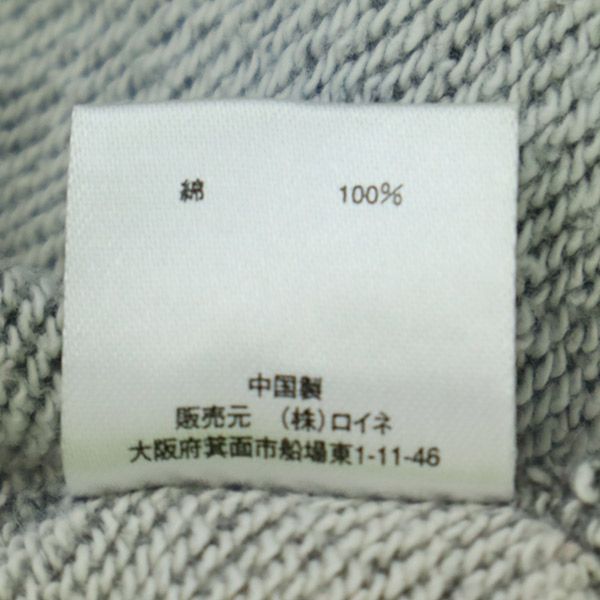 綿 100%
中国製
販売元 (株)ロイネ
大阪府箕面市船場東1-11-46